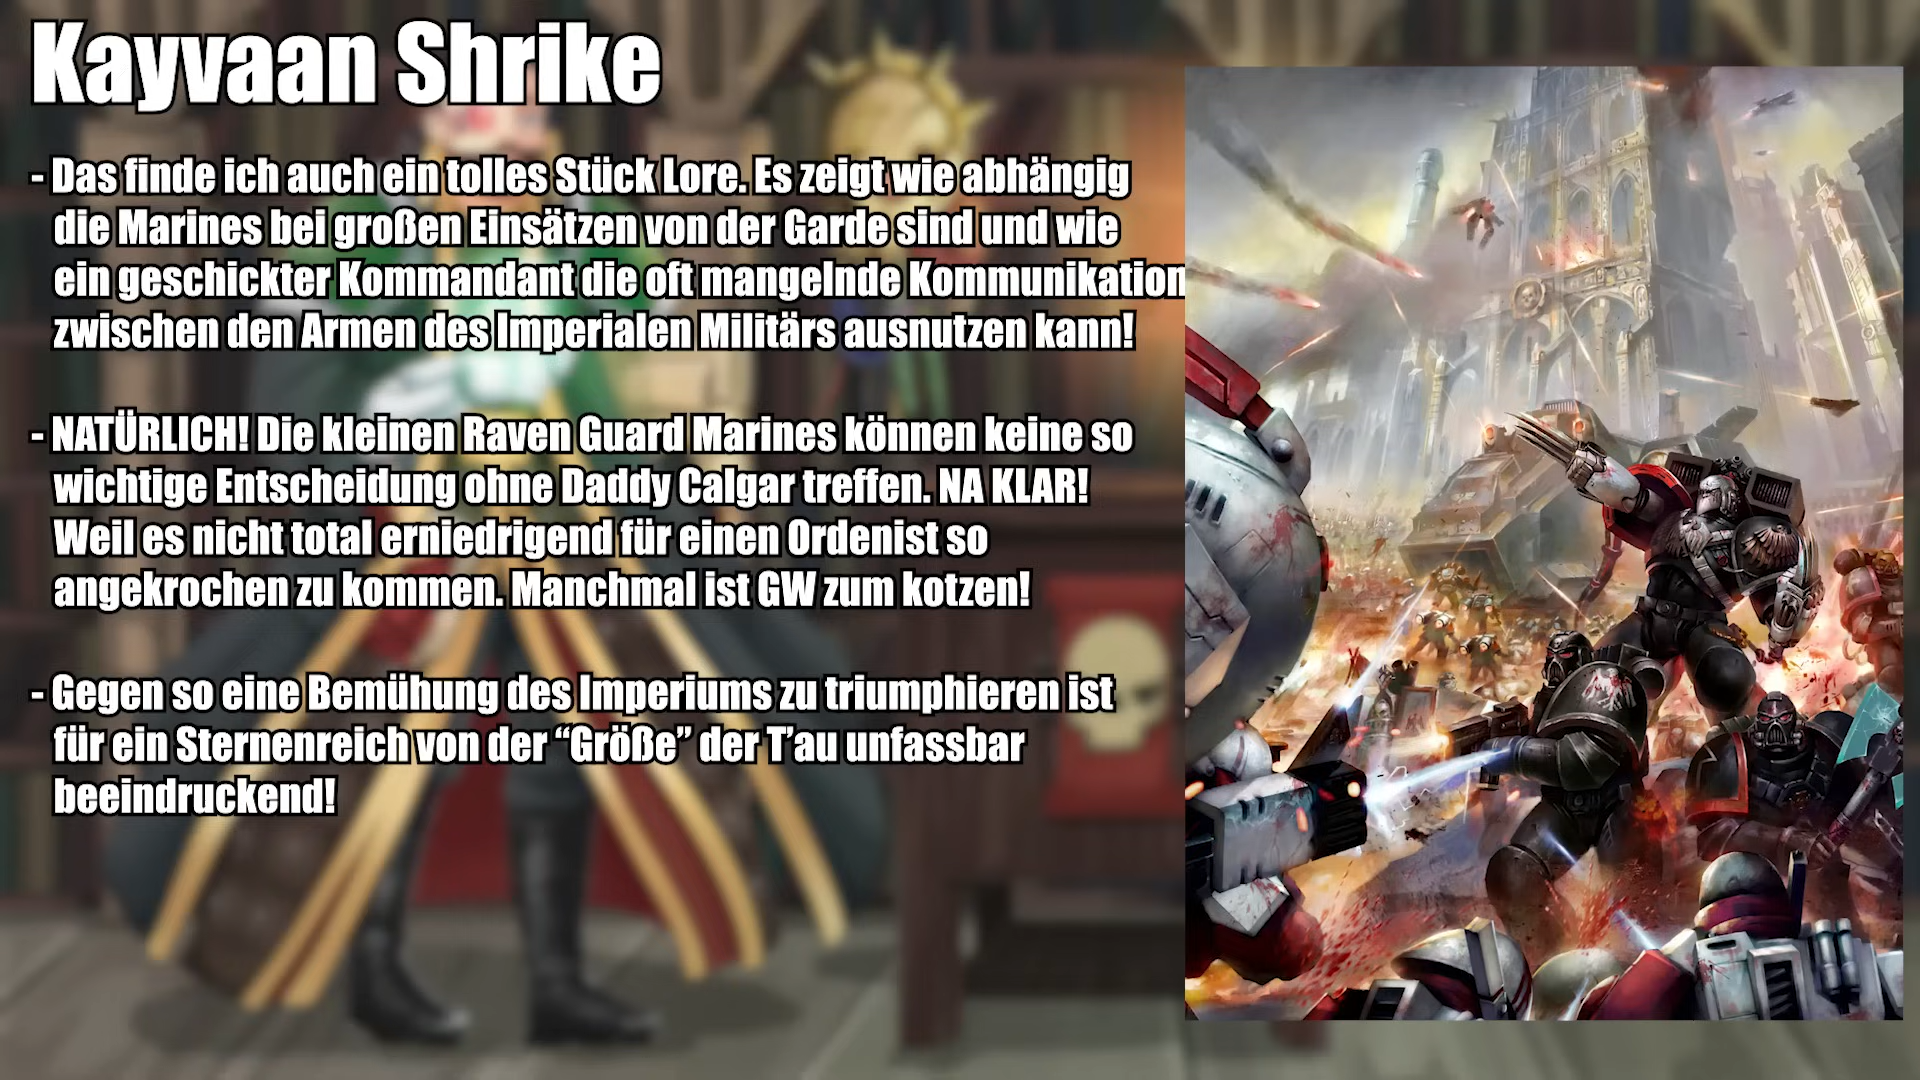 Kayvaan Shrike
- Das finde ich auch ein tolles Stück Lore. Es zeigt wie abhängig
die Marines bei großen Einsätzen von der Garde sind und wie
ein geschickter Kommandant die oft mangelnde Kommunikation
zwischen den Armen des Imperialen Militärs ausnutzen kann!
- NATÜRLICH! Die kleinen Raven Guard Marines können keine so
wichtige Entscheidung ohne Daddy Calgar treffen. NA KLAR!
Weil es nicht total erniedrigend für einen Ordenist so
angekrochen zu kommen. Manchmal ist GW zum kotzen!
- Gegen so eine Bemühung des Imperiums zu triumphieren ist
für ein Sternenreich von der “Größe” der T’au unfassbar
beeindruckend!